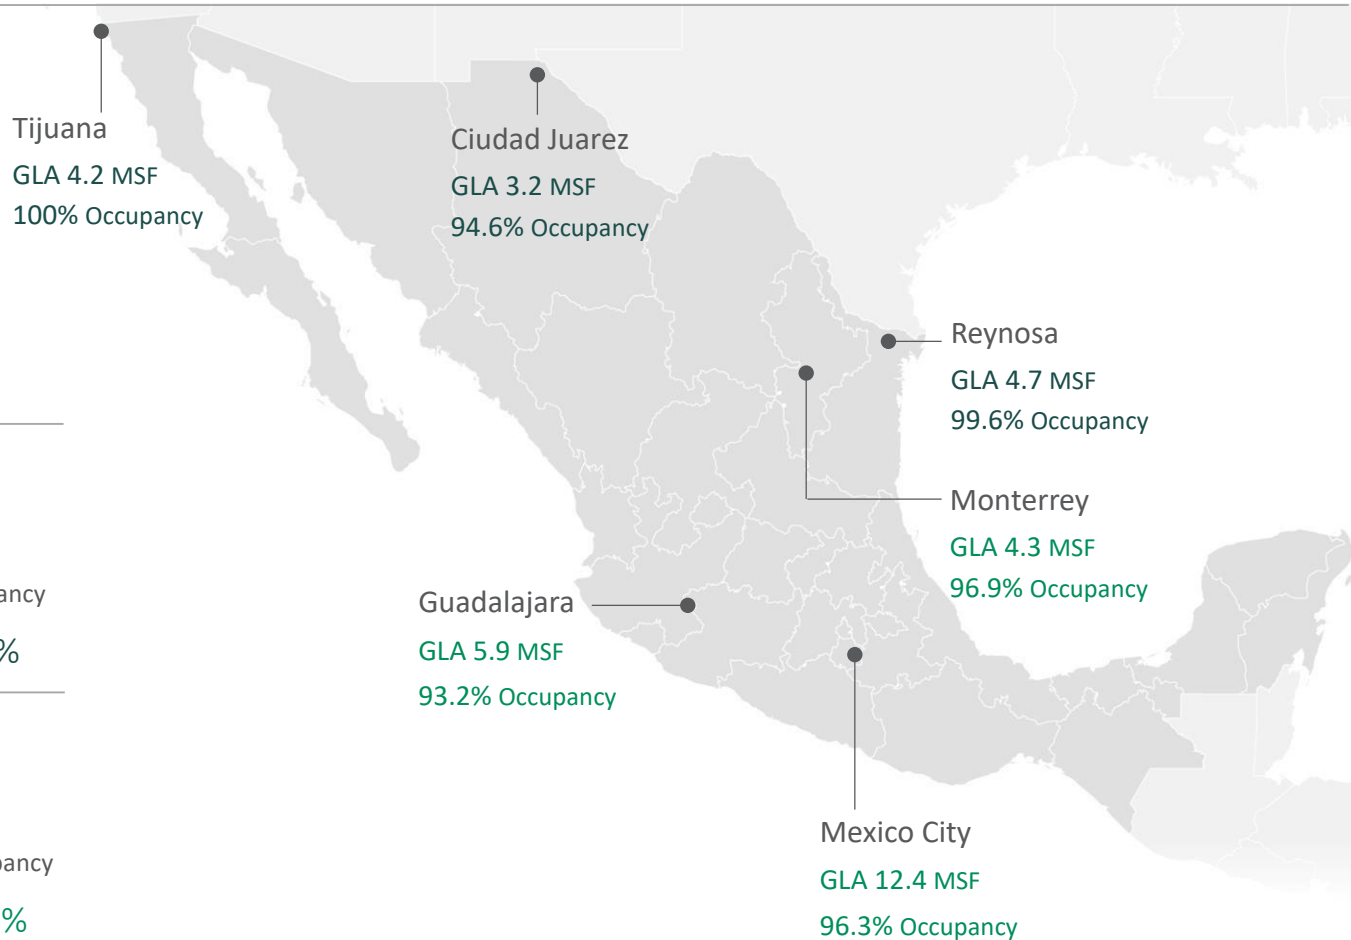 Tijuana
GLA 4.2 MSF
100% Occupancy
Ciudad Juarez
GLA 3.2 MSF
94.6% Occupancy
Reynosa
GLA 4.7 MSF
99.6% Occupancy
Monterrey
GLA 4.3 MSF
96.9% Occupancy
Guadalajara
GLA 5.9 MSF
93.2% Occupancy
Mexico City
GLA 12.4 MSF
96.3% Occupancy
%
%